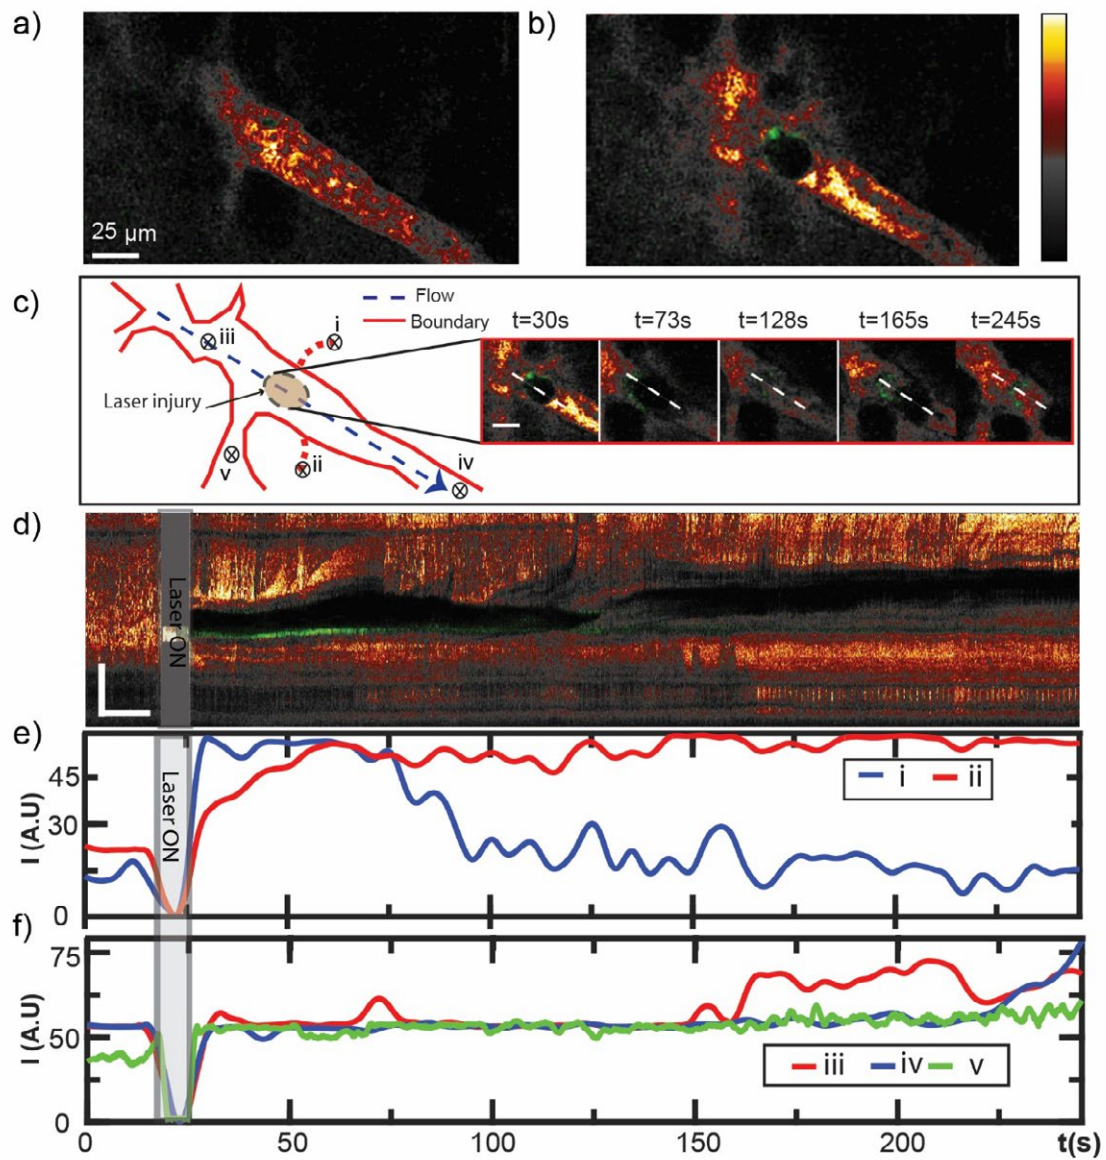 a)
b)
25 μm
c)
Flow
Boundary
iii
i
Laser injury
ii
iv
v
t=30s
t=73s
t=128s
t=165s
t=245s
d)
Laser ON
e)
I (A.U)
45
30
0
Laser ON
i
ii
f)
I (A.U)
75
50
0
iii
iv
v
0
50
100
150
200
t(s)